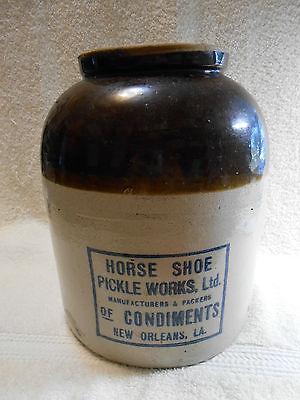 HORSE SHOE
PICKLE WORKS, Ltd.
MANUFACTURERS & PACKERS
OF CONDIMENTS
NEW ORLEANS, LA.